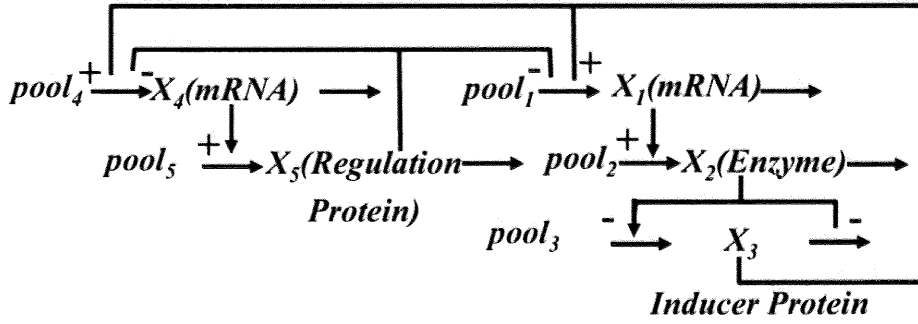 + - - +
pool4 X4(mRNA) pool1 X1(mRNA)
+ +
pool5 X5(Regulation pool2 X2(Enzyme)
Protein)
- -
pool3 X3
Inducer Protein